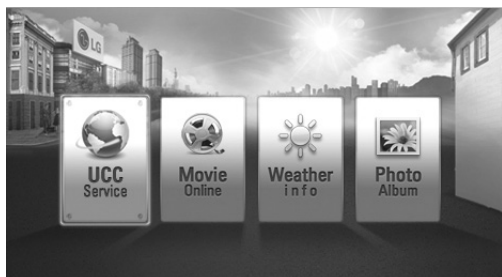 LG
UCC
Service
Movie
Online
Weather
info
Photo
Album